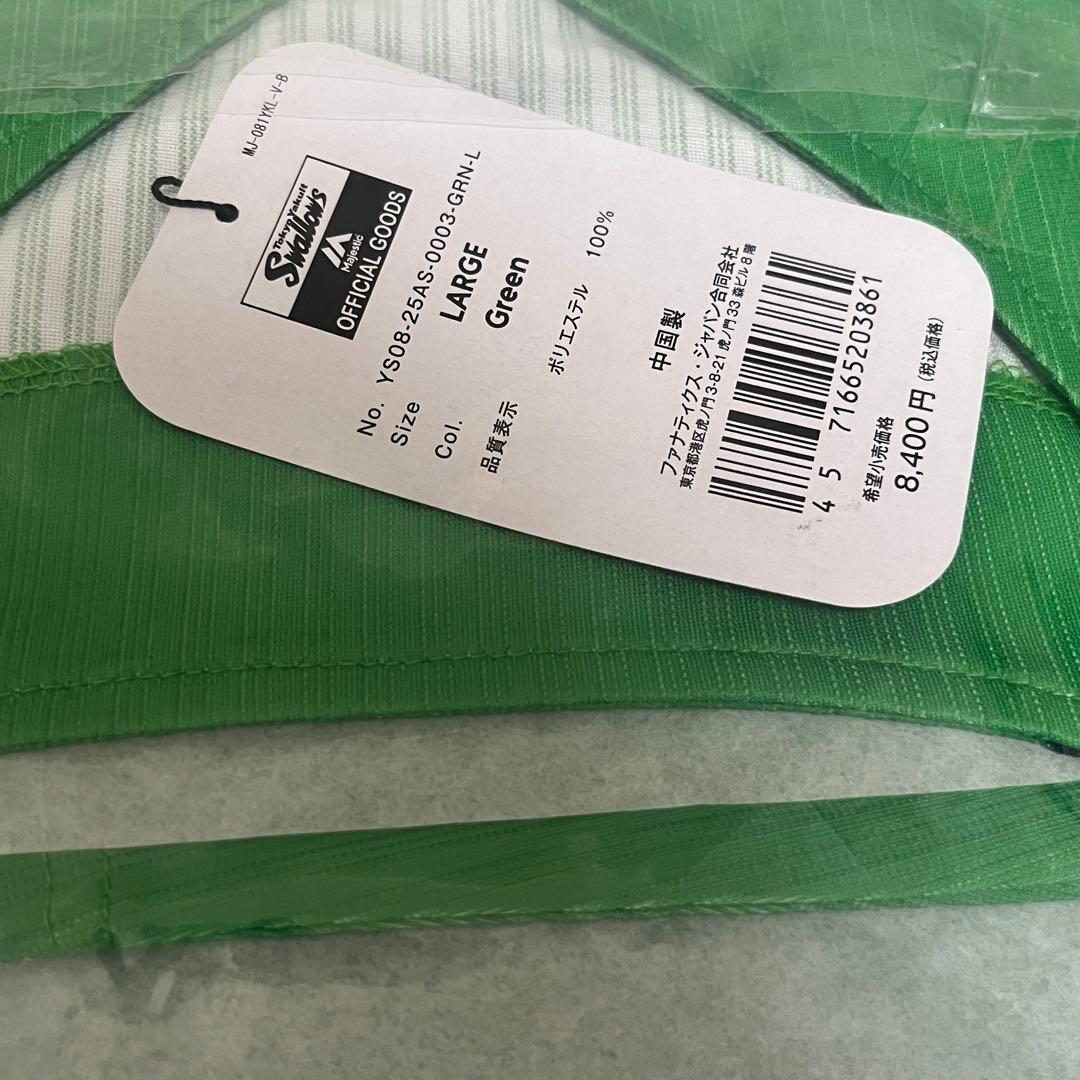 MJ-081YKL-V-B
Tokyo Yakult
Swallows
Majestic
OFFICIAL GOODS
No. YS08-25AS-0003-GRN-L
Size LARGE
Col. Green
品質表示 ポリエステル 100%
中国製
ファナティクス・ジャパン合同会社
東京都港区虎ノ門3-8-21 虎ノ門33 森ビル8階
4 5 71665203861
希望小売価格
8,400円(税込価格)